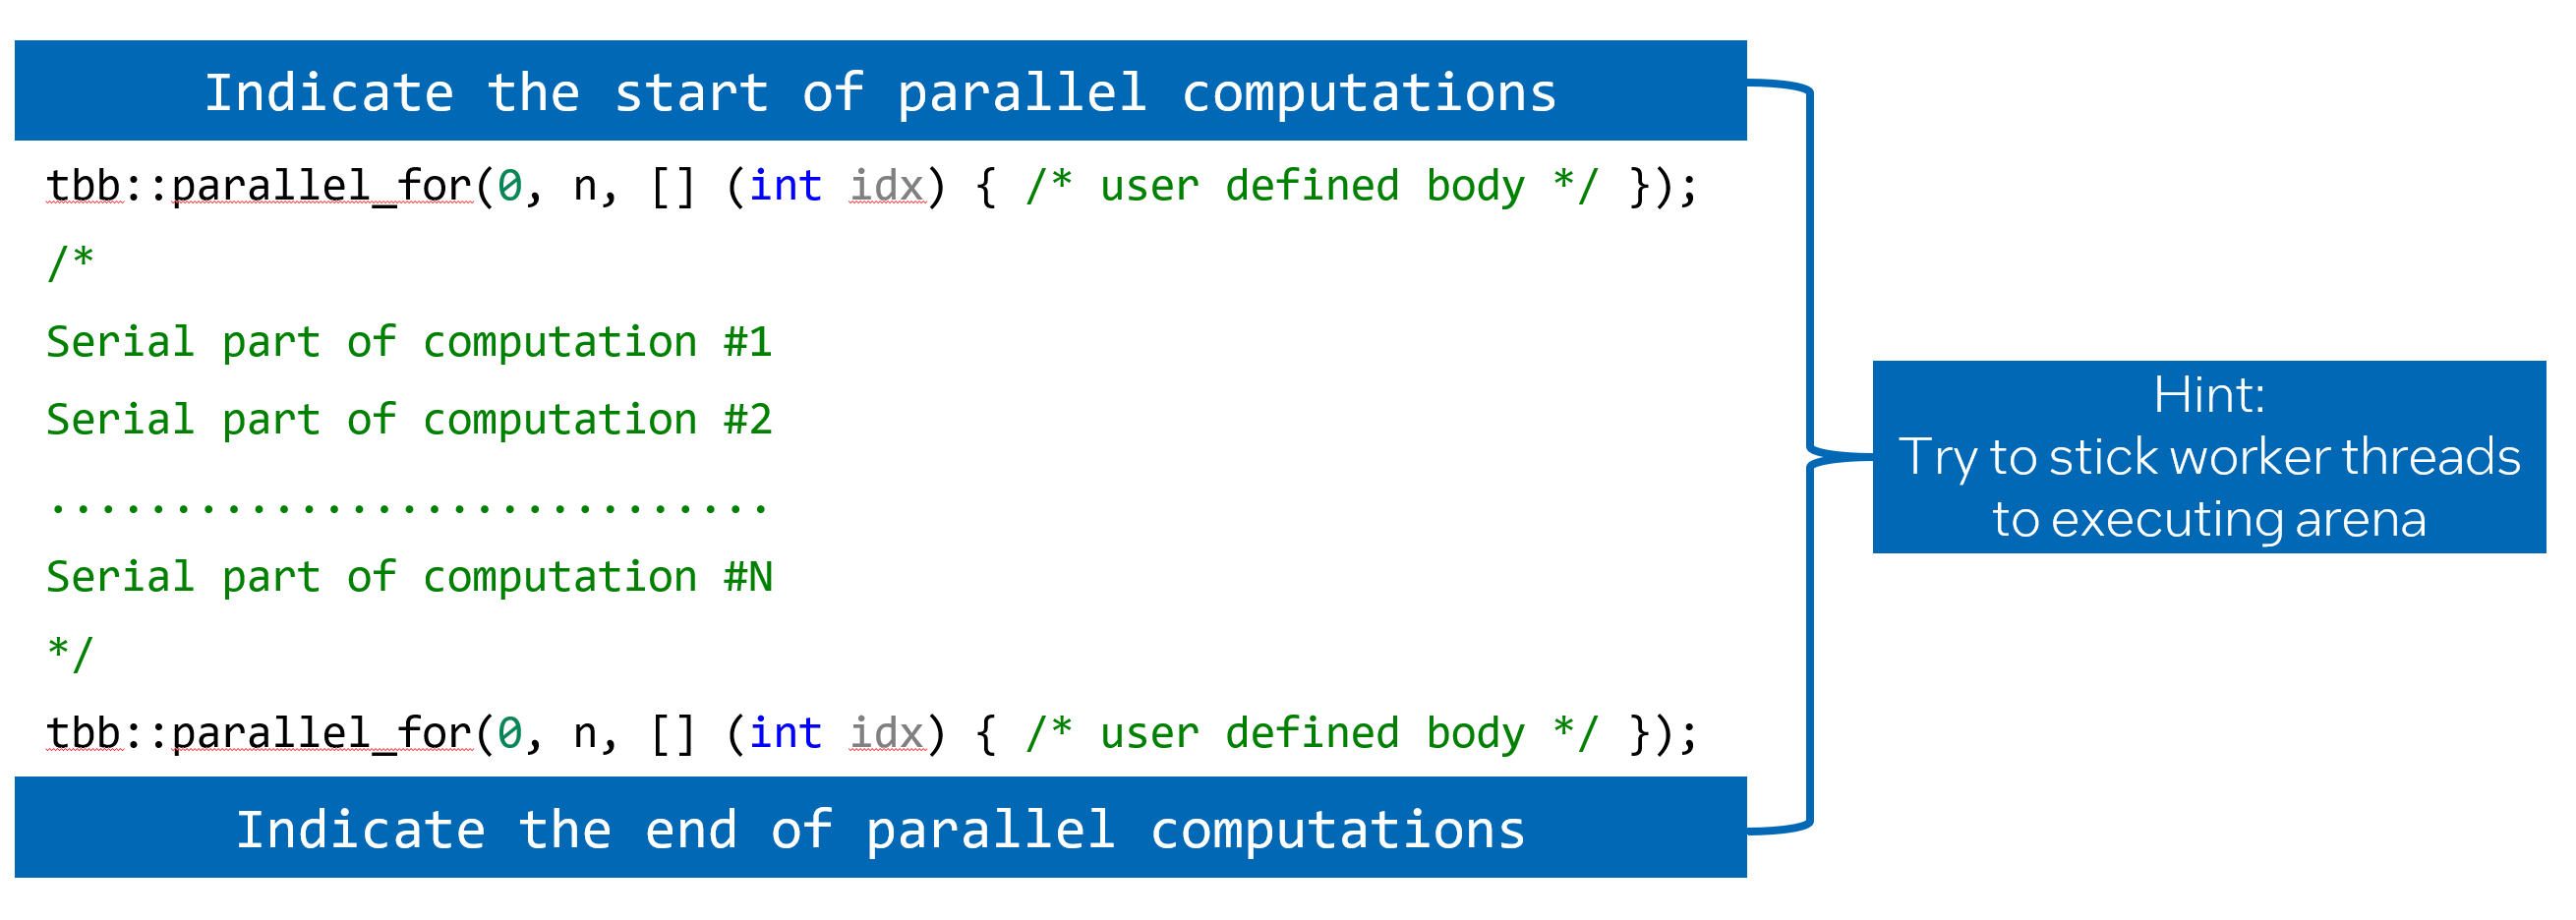 Indicate the start of parallel computations
tbb::parallel_for(0, n, [] (int idx) { /* user defined body */ });
/*
Serial part of computation #1
Serial part of computation #2
.............................
Serial part of computation #N
*/
tbb::parallel_for(0, n, [] (int idx) { /* user defined body */ });
Indicate the end of parallel computations
Hint:
Try to stick worker threads
to executing arena